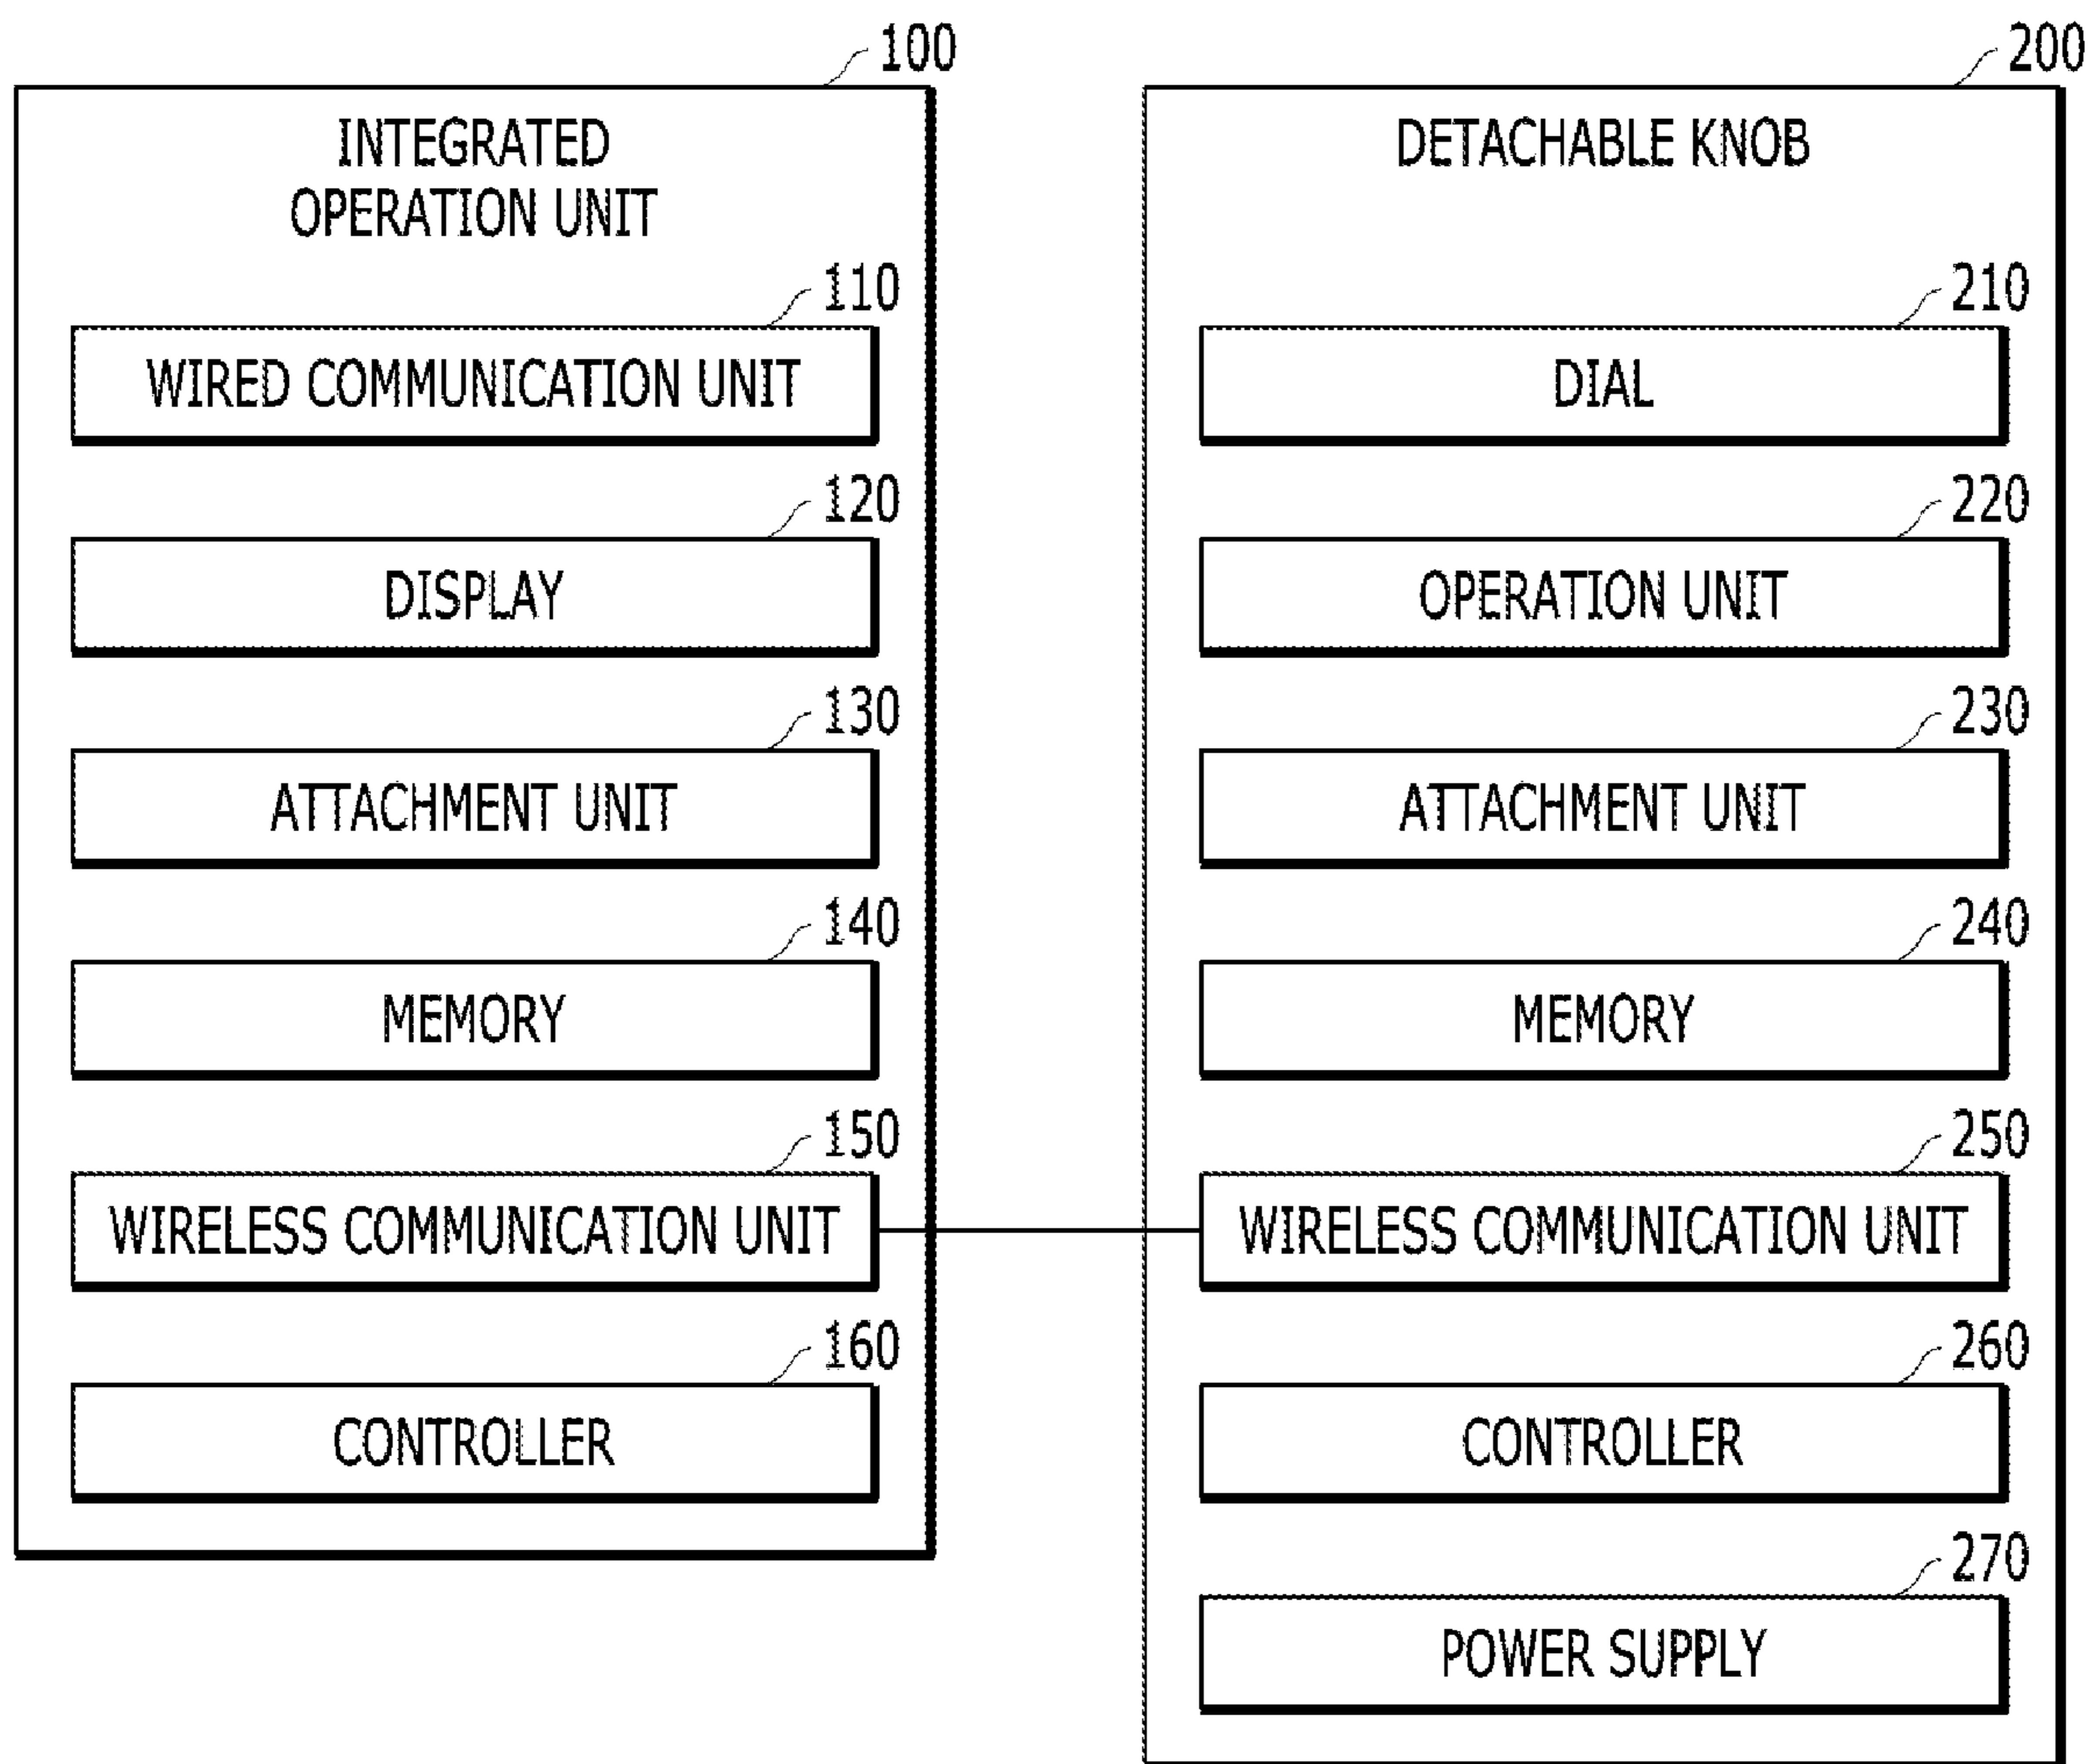 100
INTEGRATED
OPERATION UNIT
110
WIRED COMMUNICATION UNIT
120
DISPLAY
130
ATTACHMENT UNIT
140
MEMORY
150
WIRELESS COMMUNICATION UNIT
160
CONTROLLER
200
DETACHABLE KNOB
210
DIAL
220
OPERATION UNIT
230
ATTACHMENT UNIT
240
MEMORY
250
WIRELESS COMMUNICATION UNIT
260
CONTROLLER
270
POWER SUPPLY